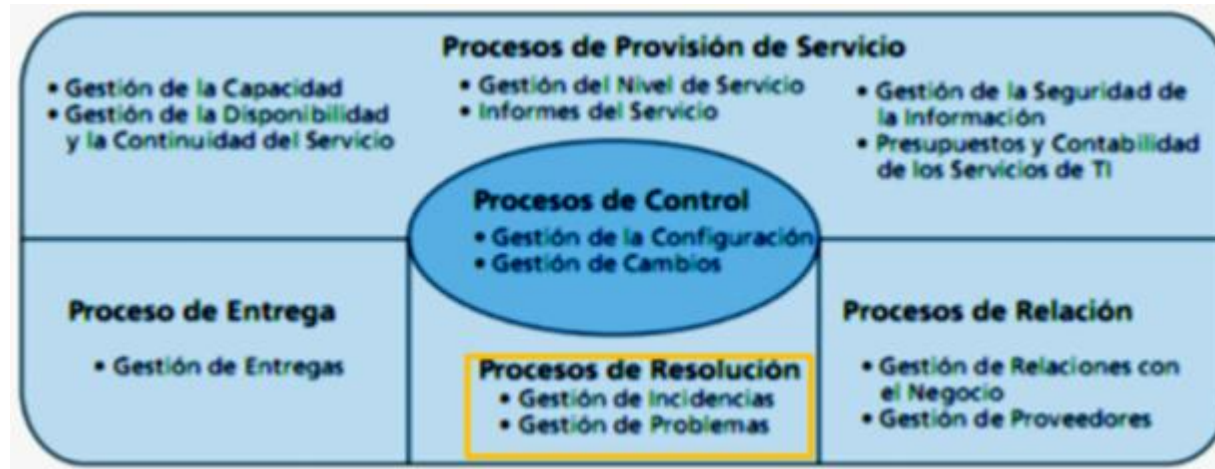 Procesos de Provisión de Servicio
• Gestión de la Capacidad
• Gestión de la Disponibilidad
y la Continuidad del Servicio
• Gestión del Nivel de Servicio
• Informes del Servicio
• Gestión de la Seguridad de
la Información
• Presupuestos y Contabilidad
de los Servicios de TI
Procesos de Control
• Gestión de la Configuración
• Gestión de Cambios
Proceso de Entrega
• Gestión de Entregas
Procesos de Resolución
• Gestión de Incidencias
• Gestión de Problemas
Procesos de Relación
• Gestión de Relaciones con
el Negocio
• Gestión de Proveedores